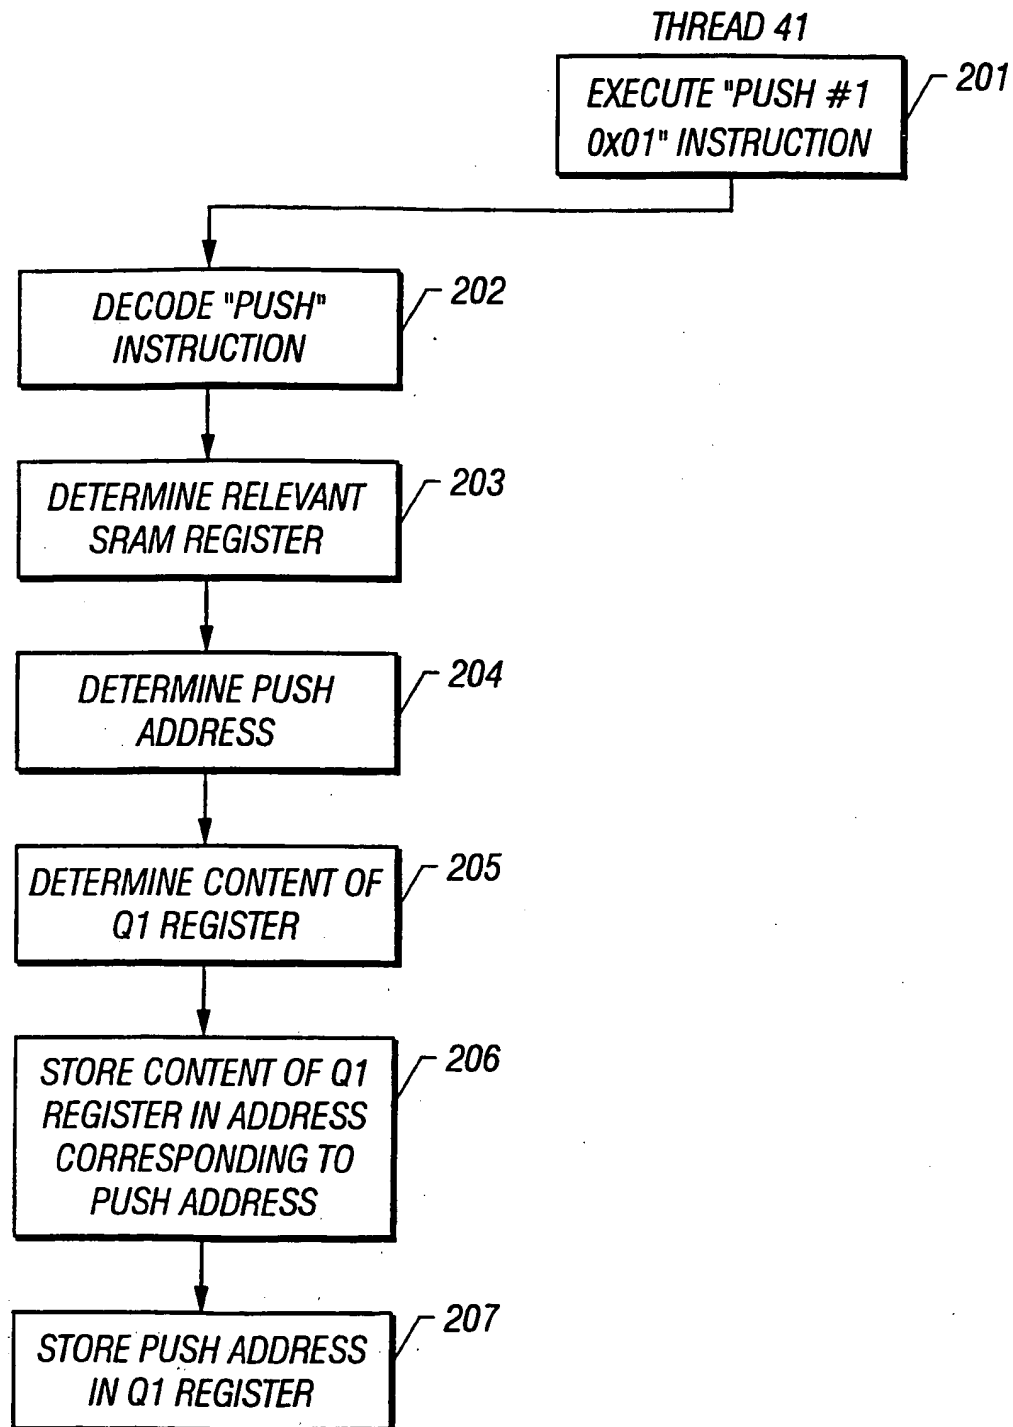 THREAD 41
EXECUTE "PUSH #1
0x01" INSTRUCTION
201
DECODE "PUSH"
INSTRUCTION
202
DETERMINE RELEVANT
SRAM REGISTER
203
DETERMINE PUSH
ADDRESS
204
DETERMINE CONTENT OF
Q1 REGISTER
205
STORE CONTENT OF Q1
REGISTER IN ADDRESS
CORRESPONDING TO
PUSH ADDRESS
206
STORE PUSH ADDRESS
IN Q1 REGISTER
207